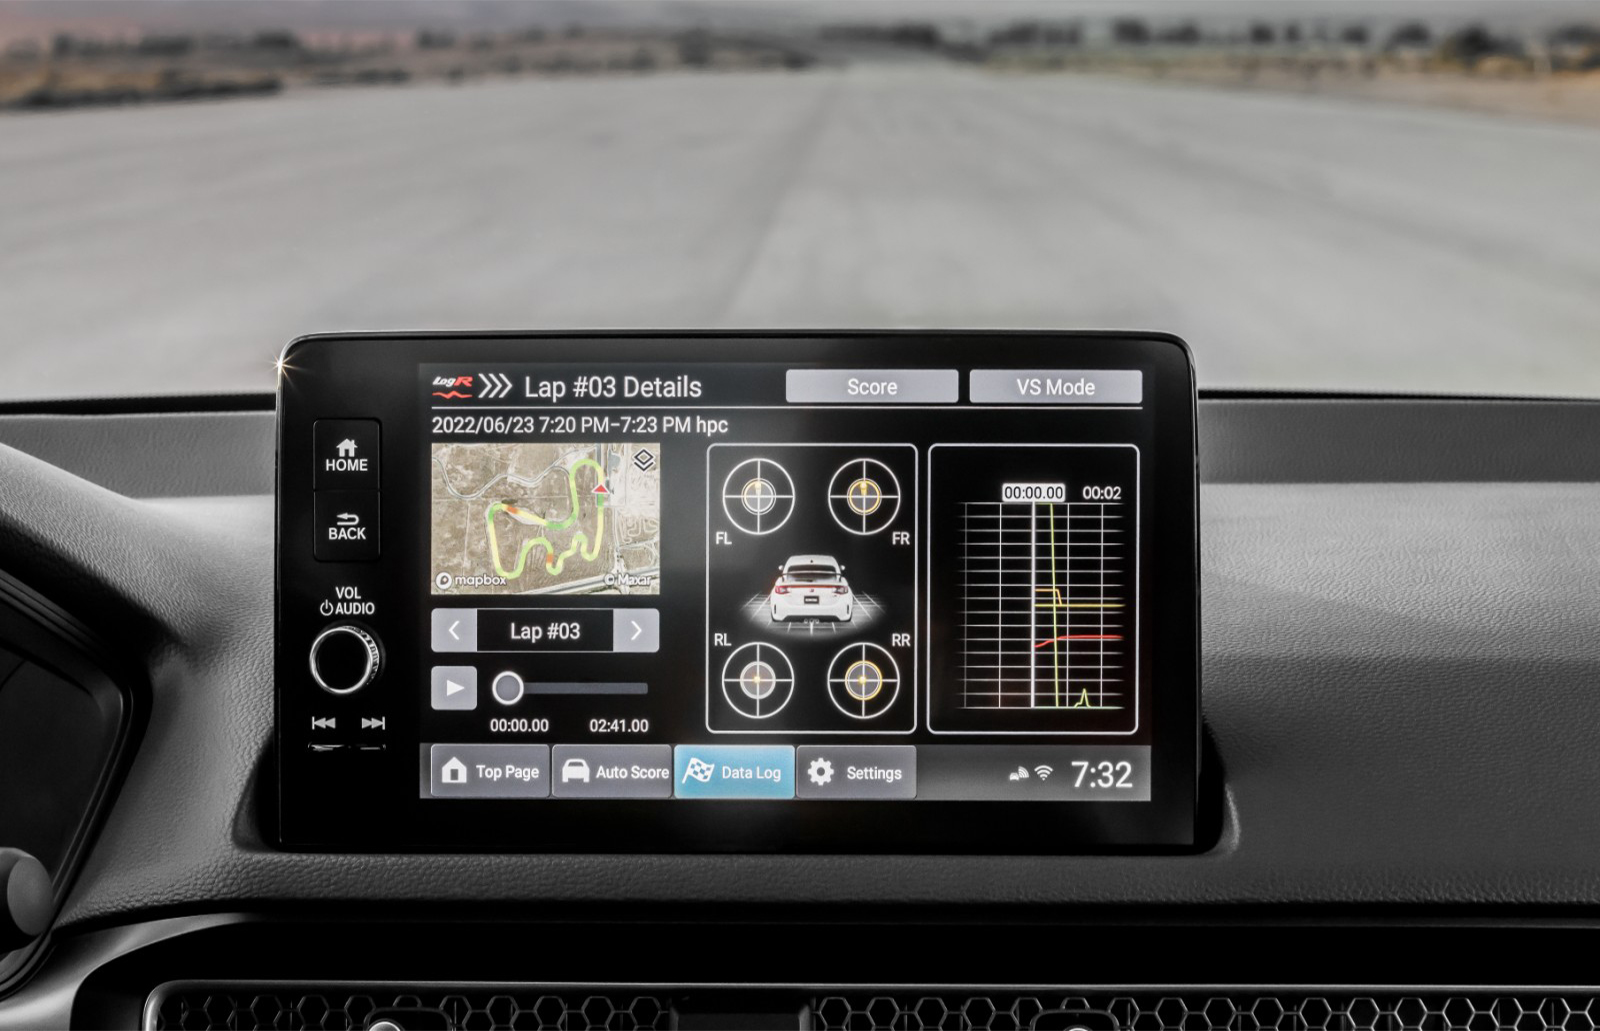 LogR Lap #03 Details Score VS Mode
2022/06/23 7:20 PM-7:23 PM hpc
HOME
BACK
VOL
AUDIO
mapbox © Maxar
Lap #03
00:00.00 02:41.00
FL FR
RL RR
00:00.00 00:02
Top Page Auto Score Data Log Settings 7:32